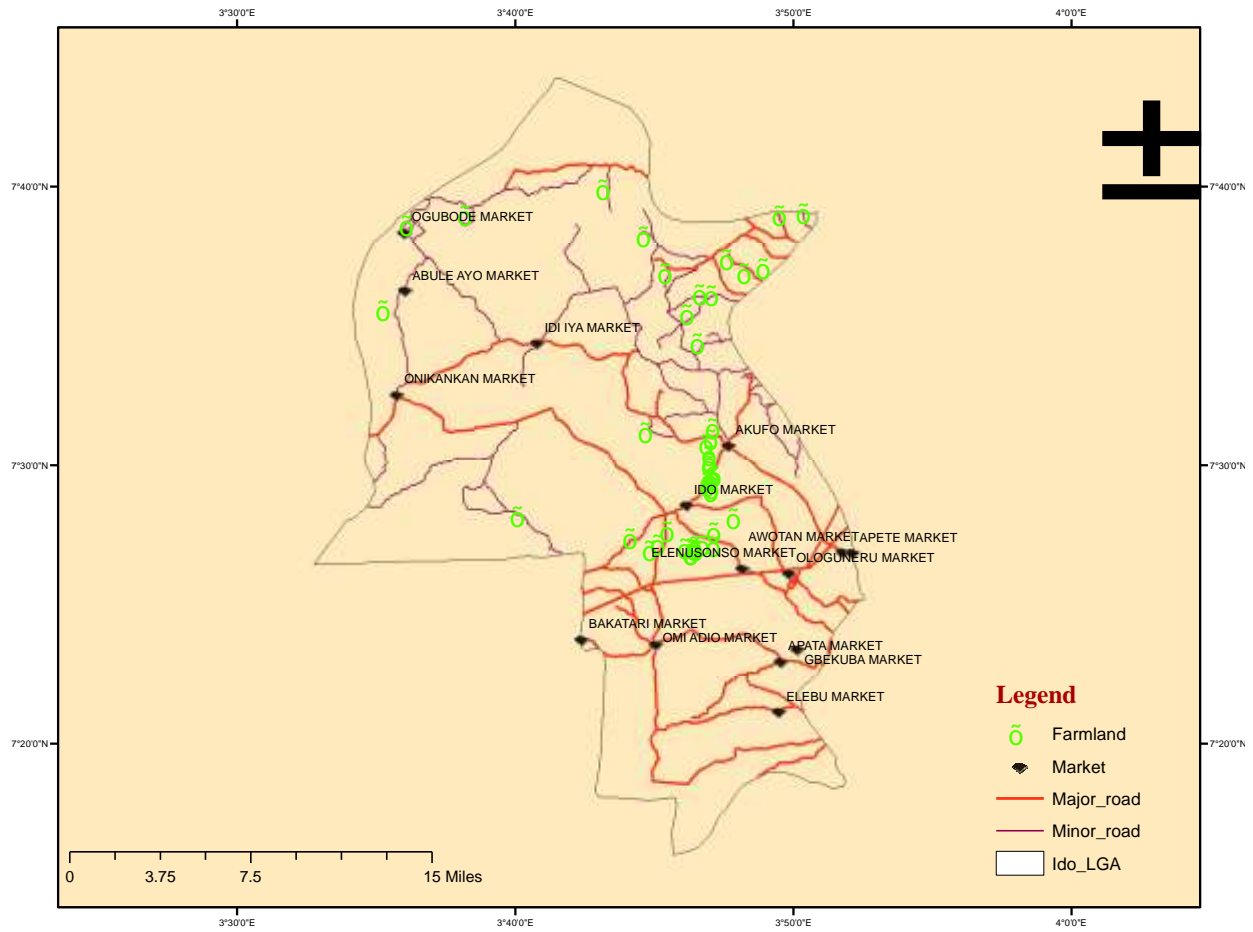 3°30'0"E 3°40'0"E 3°50'0"E 4°0'0"E
7°40'0"N 7°40'0"N
OGUBODE MARKET
ABULE AYO MARKET
IDI IYA MARKET
ONIKANKAN MARKET
AKUFO MARKET
7°30'0"N 7°30'0"N
IDO MARKET
AWOTAN MARKET APETE MARKET
ELENUSONSO MARKET OLOGUNERU MARKET
BAKATARI MARKET
OMI ADIO MARKET APATA MARKET
GBEKUBA MARKET
ELEBU MARKET
7°20'0"N 7°20'0"N
Legend
Farmland
Market
Major_road
Minor_road
Ido_LGA
0 3.75 7.5 15 Miles
3°30'0"E 3°40'0"E 3°50'0"E 4°0'0"E